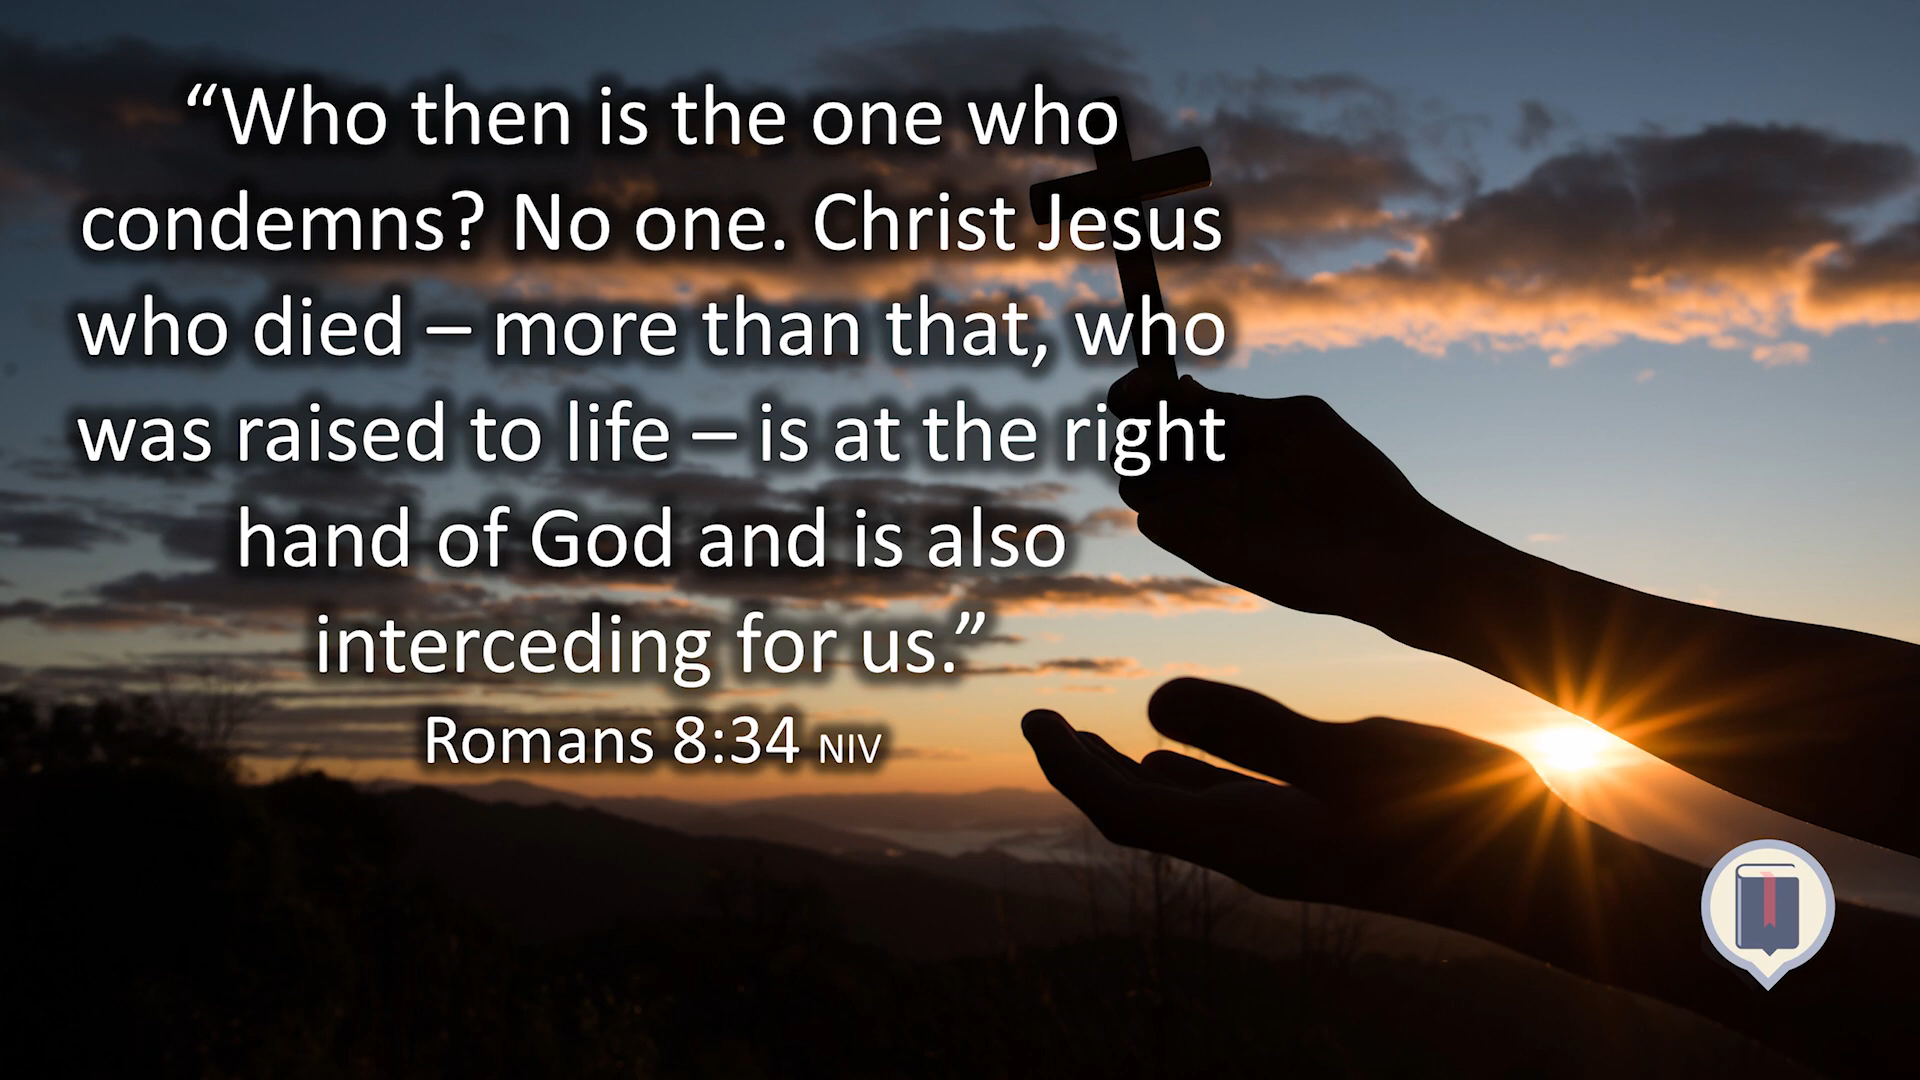 “Who then is the one who
condemns? No one. Christ Jesus
who died – more than that, who
was raised to life – is at the right
hand of God and is also
interceding for us.”
Romans 8:34 NIV